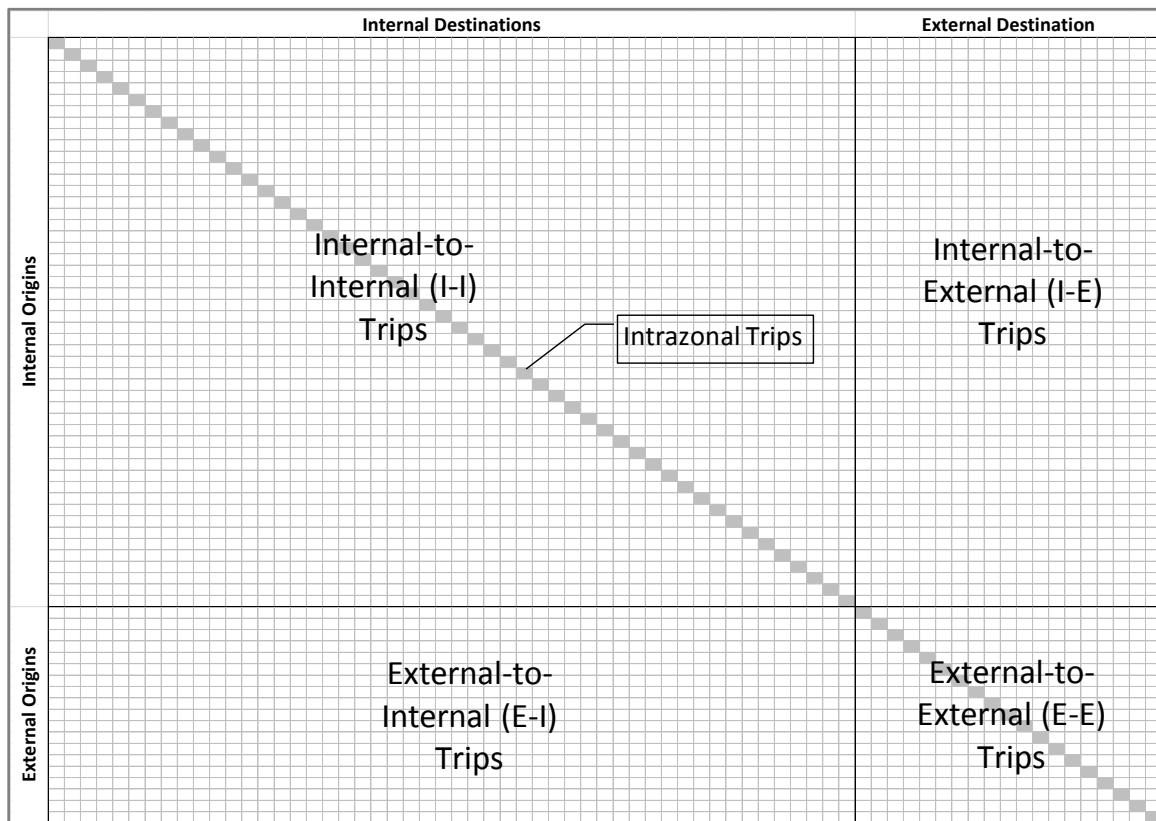 Internal Destinations
External Destination
Internal Origins
Internal-to-
Internal (I-I)
Trips
Intrazonal Trips
Internal-to-
External (I-E)
Trips
External Origins
External-to-
Internal (E-I)
Trips
External-to-
External (E-E)
Trips